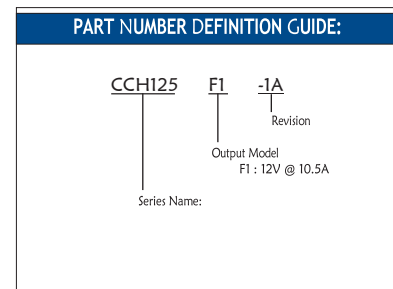 PART NUMBER DEFINITION GUIDE:
CCH125 F1 -1A
Revision
Output Model
F1 : 12V @ 10.5A
Series Name: